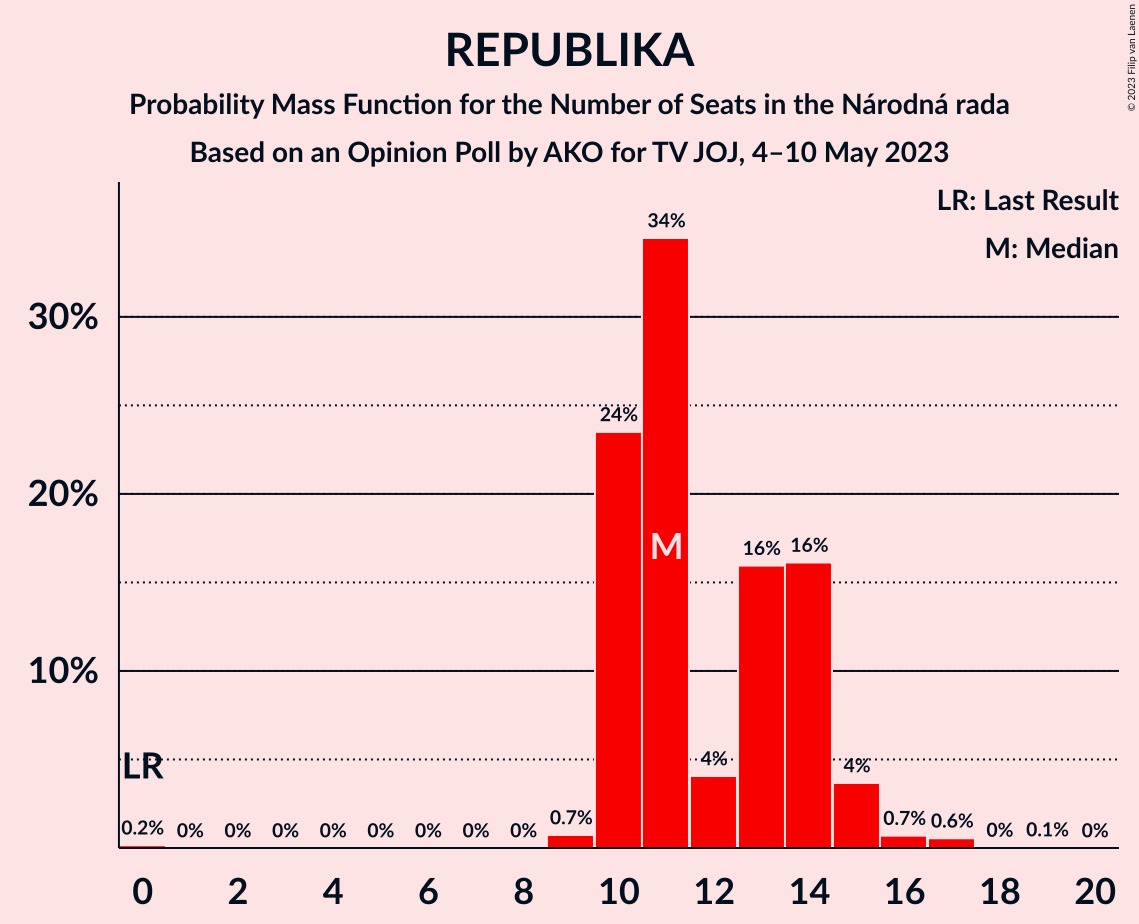 REPUBLIKA
Probability Mass Function for the Number of Seats in the Národná rada
Based on an Opinion Poll by AKO for TV JOJ, 4–10 May 2023
© 2023 Filip van Laenen
LR: Last Result
M: Median
34%
30%
24%
20%
M
16% 16%
10%
LR
4% 4%
0.2% 0% 0% 0% 0% 0% 0% 0% 0% 0.7% 0.7% 0.6% 0% 0.1% 0%
0 2 4 6 8 10 12 14 16 18 20